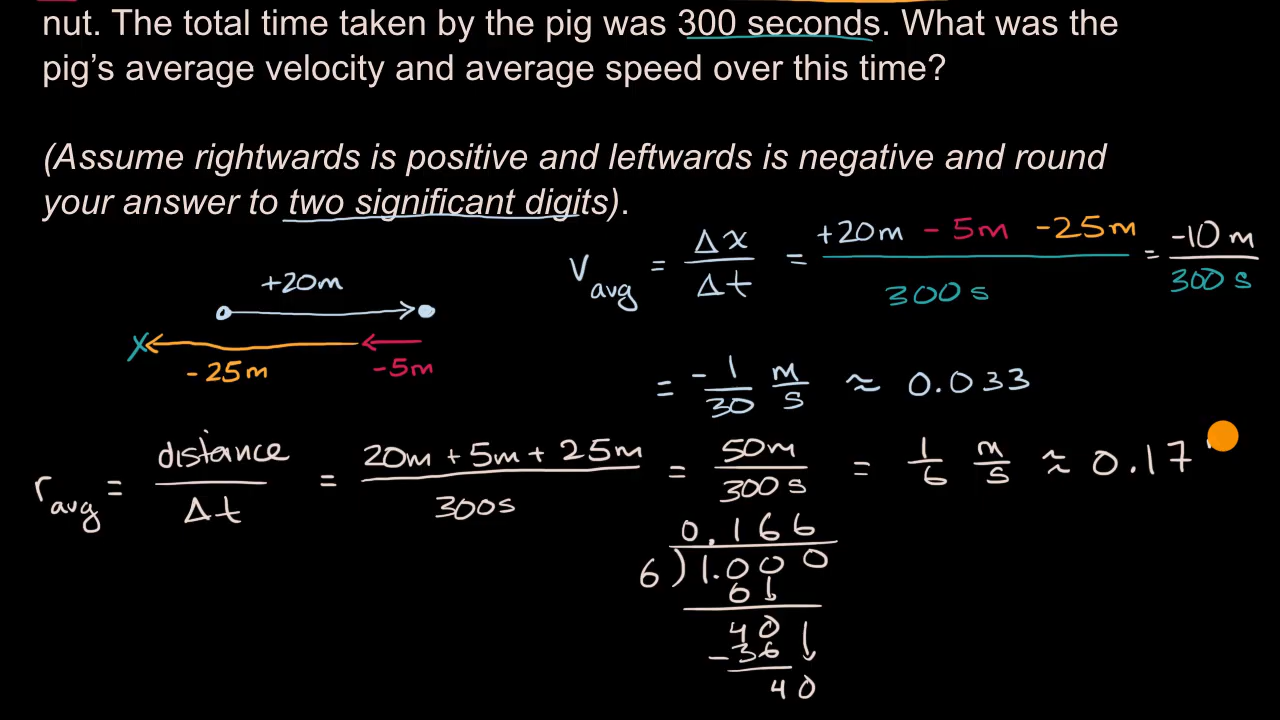 nut. The total time taken by the pig was 300 seconds. What was the
pig's average velocity and average speed over this time?
(Assume rightwards is positive and leftwards is negative and round
your answer to two significant digits).
V avg = Δx / Δt = +20m - 5m - 25m / 300 s = -10 m / 300 s
+20m
x
- 25m - 5m
= - 1/30 m/s ≈ 0.033
r avg = distance / Δt = 20m + 5m + 25m / 300s = 50m / 300 s = 1/6 m/s ≈ 0.17
0.166
6 ) 1.000
6
40
- 36
40